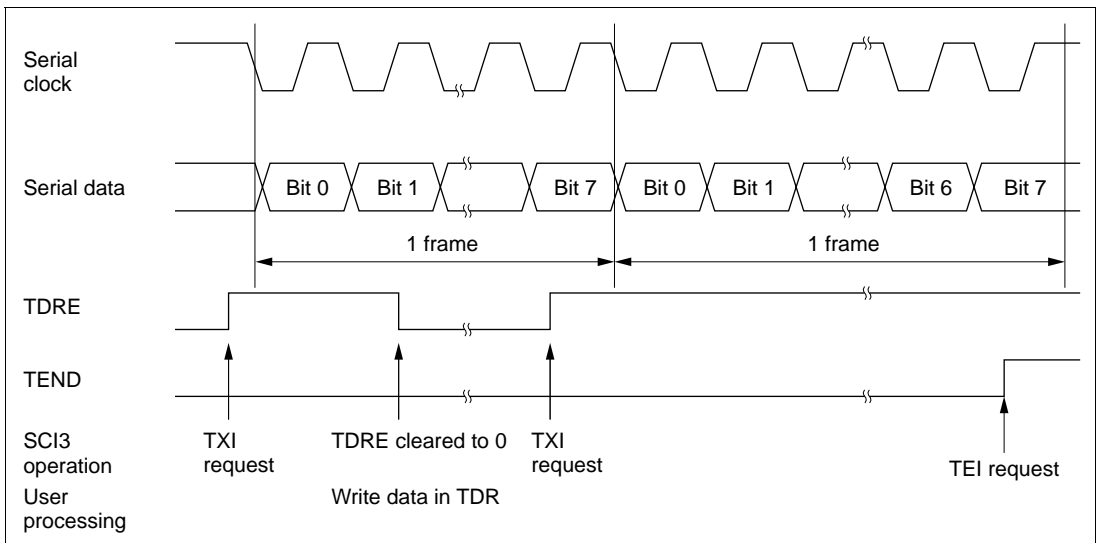 Serial
clock
Serial data
Bit 0 Bit 1 Bit 7 Bit 0 Bit 1 Bit 6 Bit 7
1 frame 1 frame
TDRE
TEND
SCI3
operation
TXI
request
TDRE cleared to 0
TXI
request
TEI request
User
processing
Write data in TDR